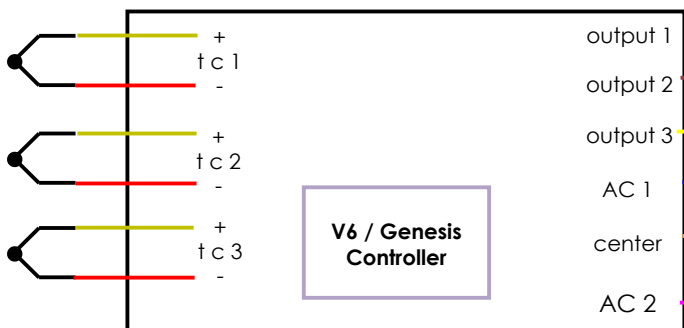 +
t c 1
-
+
t c 2
-
+
t c 3
-
V6 / Genesis
Controller
output 1
output 2
output 3
AC 1
center
AC 2